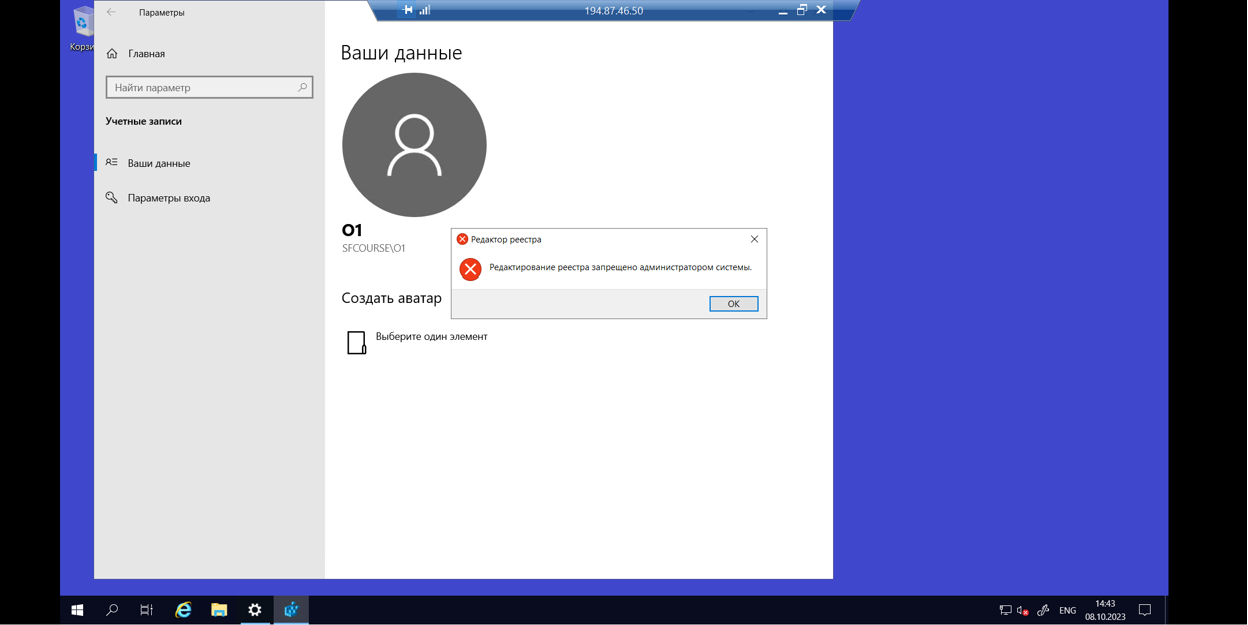 194.87.46.50
Корзи
Параметры
Главная
Найти параметр
Учетные записи
Ваши данные
Параметры входа
Ваши данные
O1
SFCOURSE\O1
Создать аватар
Выберите один элемент
Редактор реестра
Редактирование реестра запрещено администратором системы.
OK
ENG
14:43
08.10.2023